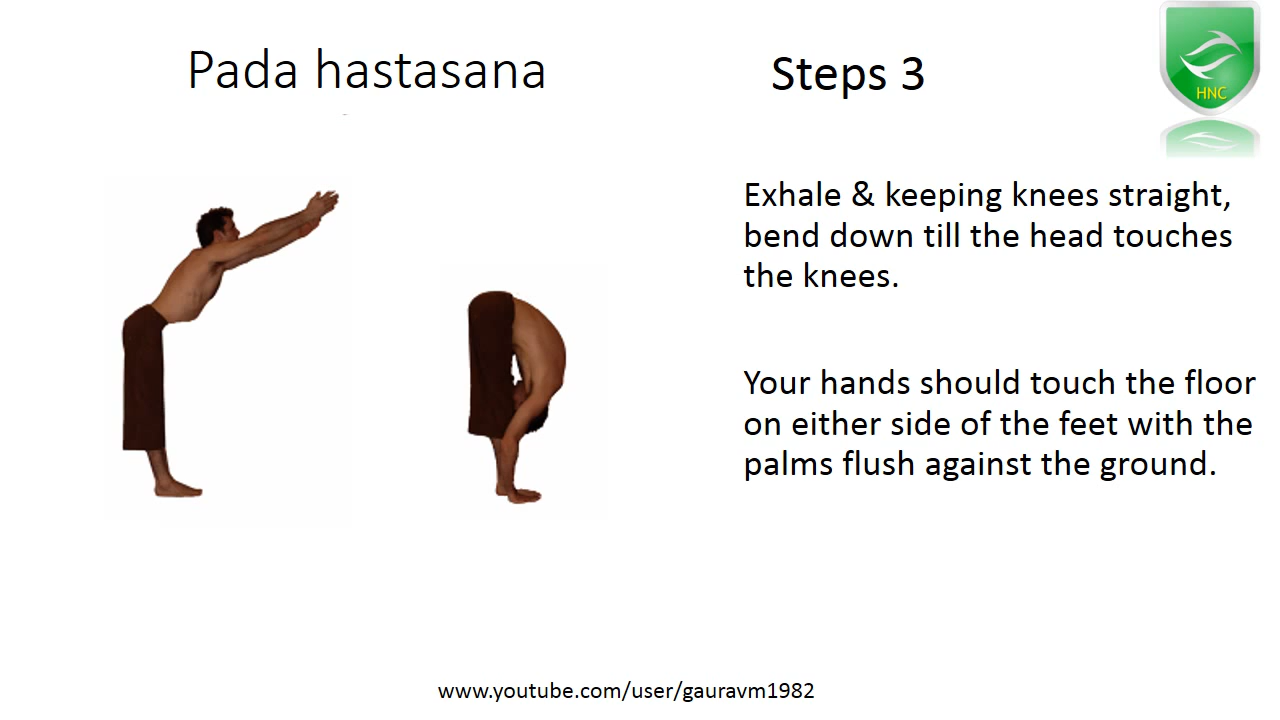 Pada hastasana
Steps 3
HNC
Exhale & keeping knees straight,
bend down till the head touches
the knees.
Your hands should touch the floor
on either side of the feet with the
palms flush against the ground.
www.youtube.com/user/gauravm1982